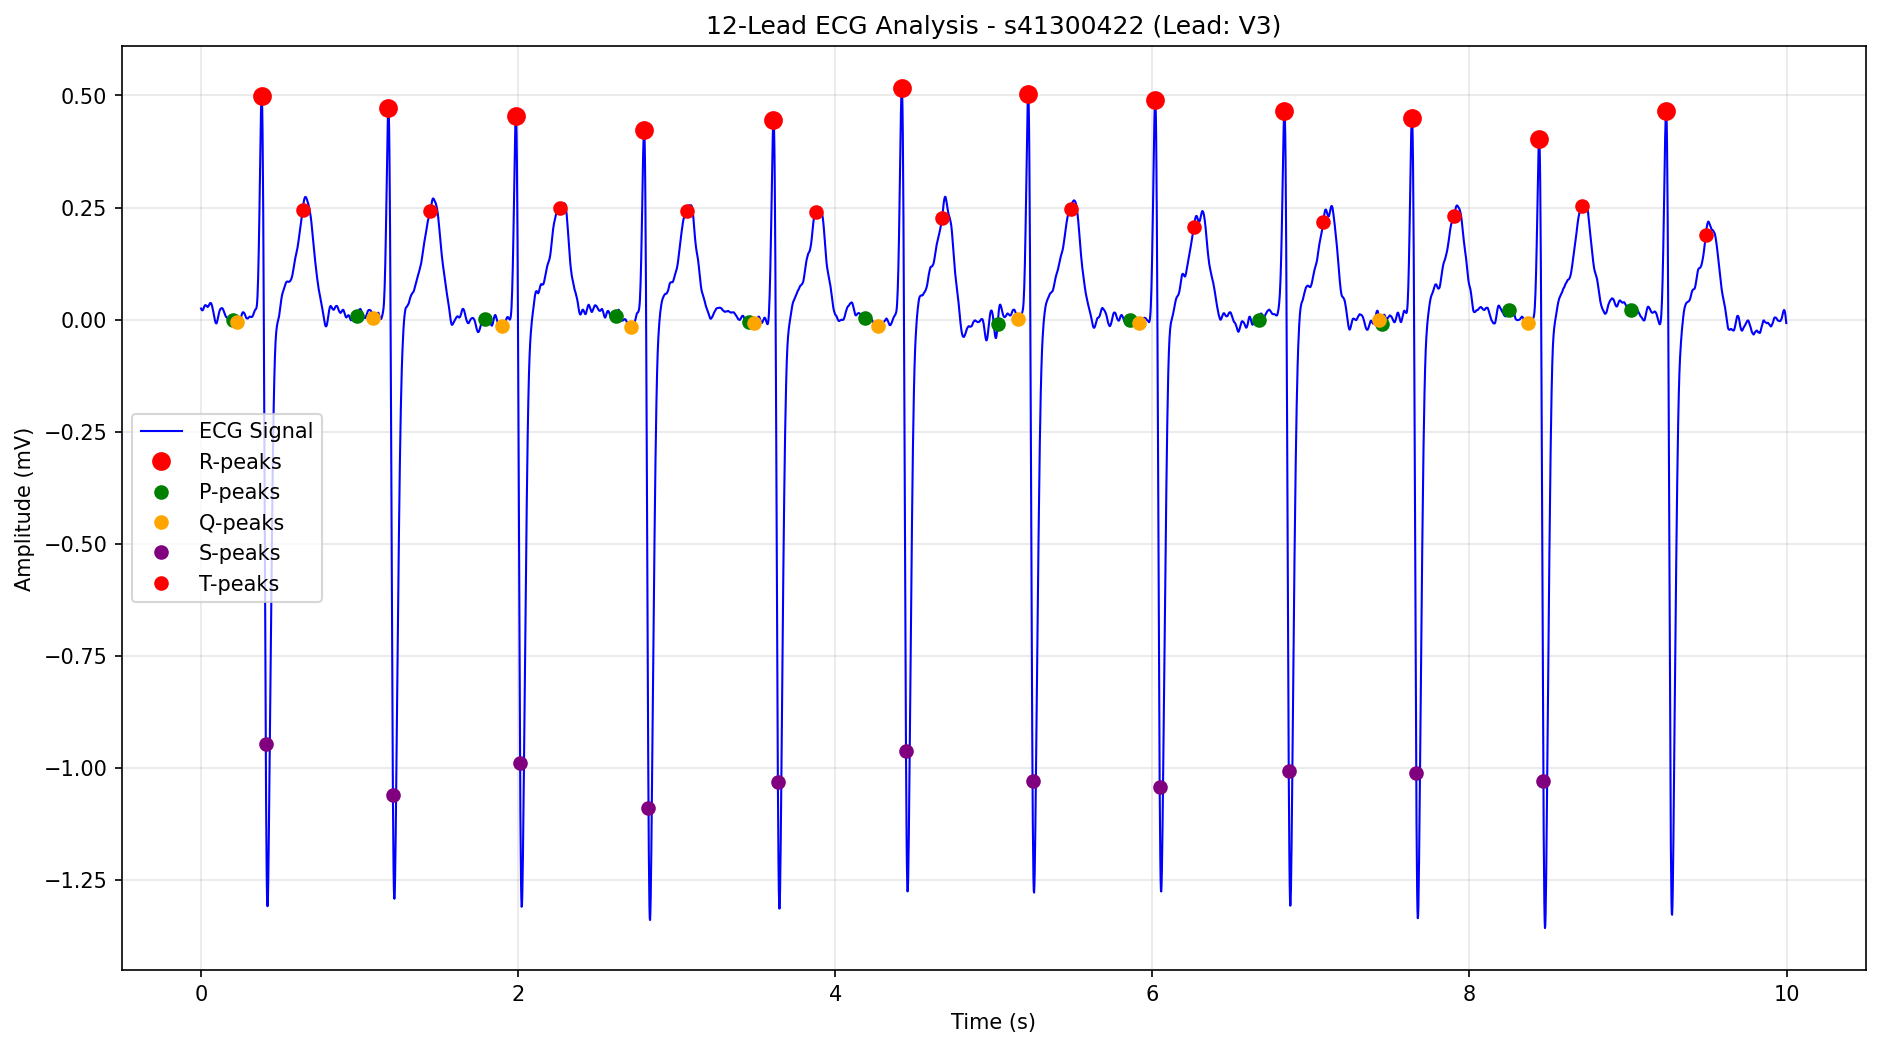 12-Lead ECG Analysis - s41300422 (Lead: V3)
Amplitude (mV)
0.50
0.25
0.00
−0.25
−0.50
−0.75
−1.00
−1.25
ECG Signal
R-peaks
P-peaks
Q-peaks
S-peaks
T-peaks
0 2 4 6 8 10
Time (s)